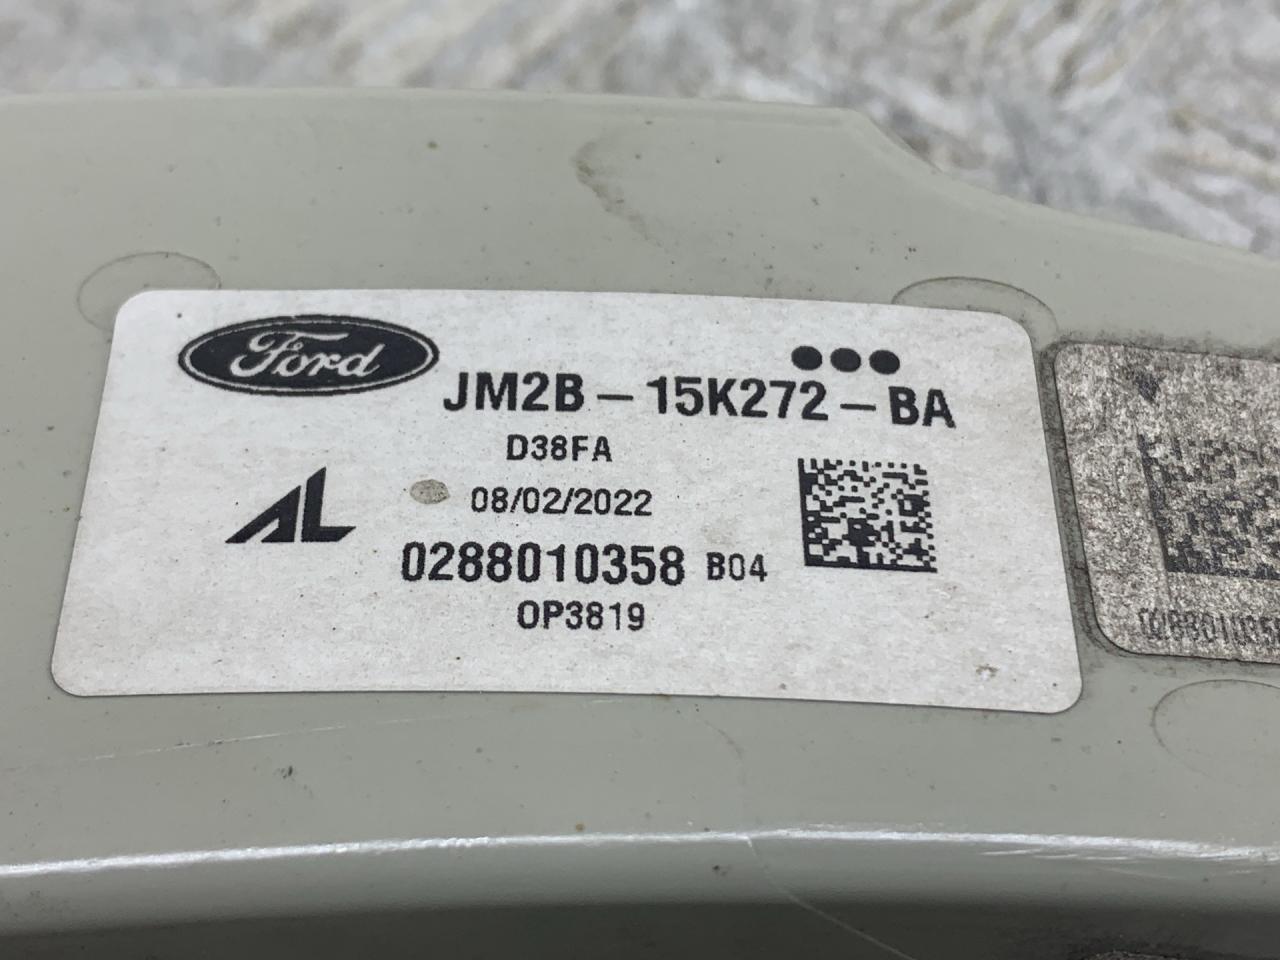 Ford
JM2B-15K272-BA
D38FA
AL
08/02/2022
0288010358 B04
OP3819